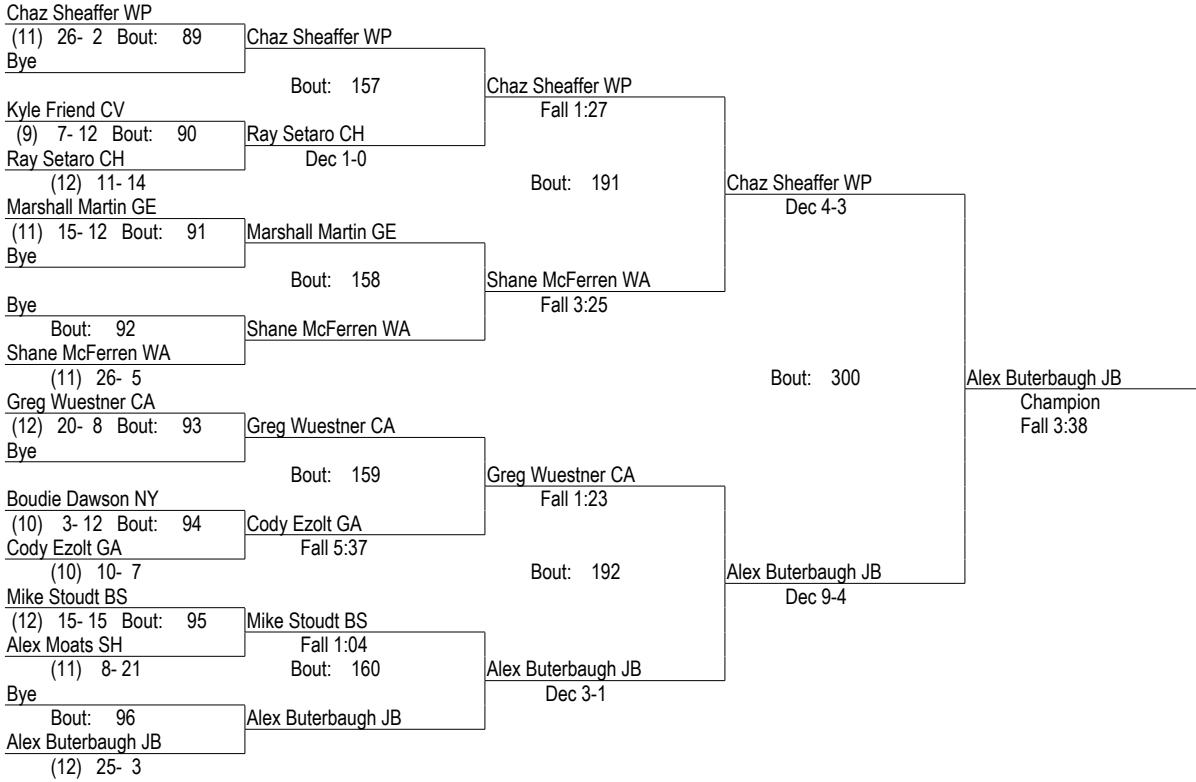 Chaz Sheaffer WP
(11) 26- 2 Bout: 89
Bye
Chaz Sheaffer WP
Bout: 157
Chaz Sheaffer WP
Fall 1:27
Kyle Friend CV
(9) 7- 12 Bout: 90
Ray Setaro CH
(12) 11- 14
Ray Setaro CH
Dec 1-0
Bout: 191
Chaz Sheaffer WP
Dec 4-3
Marshall Martin GE
(11) 15- 12 Bout: 91
Bye
Marshall Martin GE
Bout: 158
Shane McFerren WA
Fall 3:25
Bye
Bout: 92
Shane McFerren WA
(11) 26- 5
Shane McFerren WA
Bout: 300
Alex Buterbaugh JB
Champion
Fall 3:38
Greg Wuestner CA
(12) 20- 8 Bout: 93
Bye
Greg Wuestner CA
Bout: 159
Greg Wuestner CA
Fall 1:23
Boudie Dawson NY
(10) 3- 12 Bout: 94
Cody Ezolt GA
(10) 10- 7
Cody Ezolt GA
Fall 5:37
Bout: 192
Alex Buterbaugh JB
Dec 9-4
Mike Stoudt BS
(12) 15- 15 Bout: 95
Alex Moats SH
(11) 8- 21
Mike Stoudt BS
Fall 1:04
Bout: 160
Alex Buterbaugh JB
Dec 3-1
Bye
Bout: 96
Alex Buterbaugh JB
(12) 25- 3
Alex Buterbaugh JB